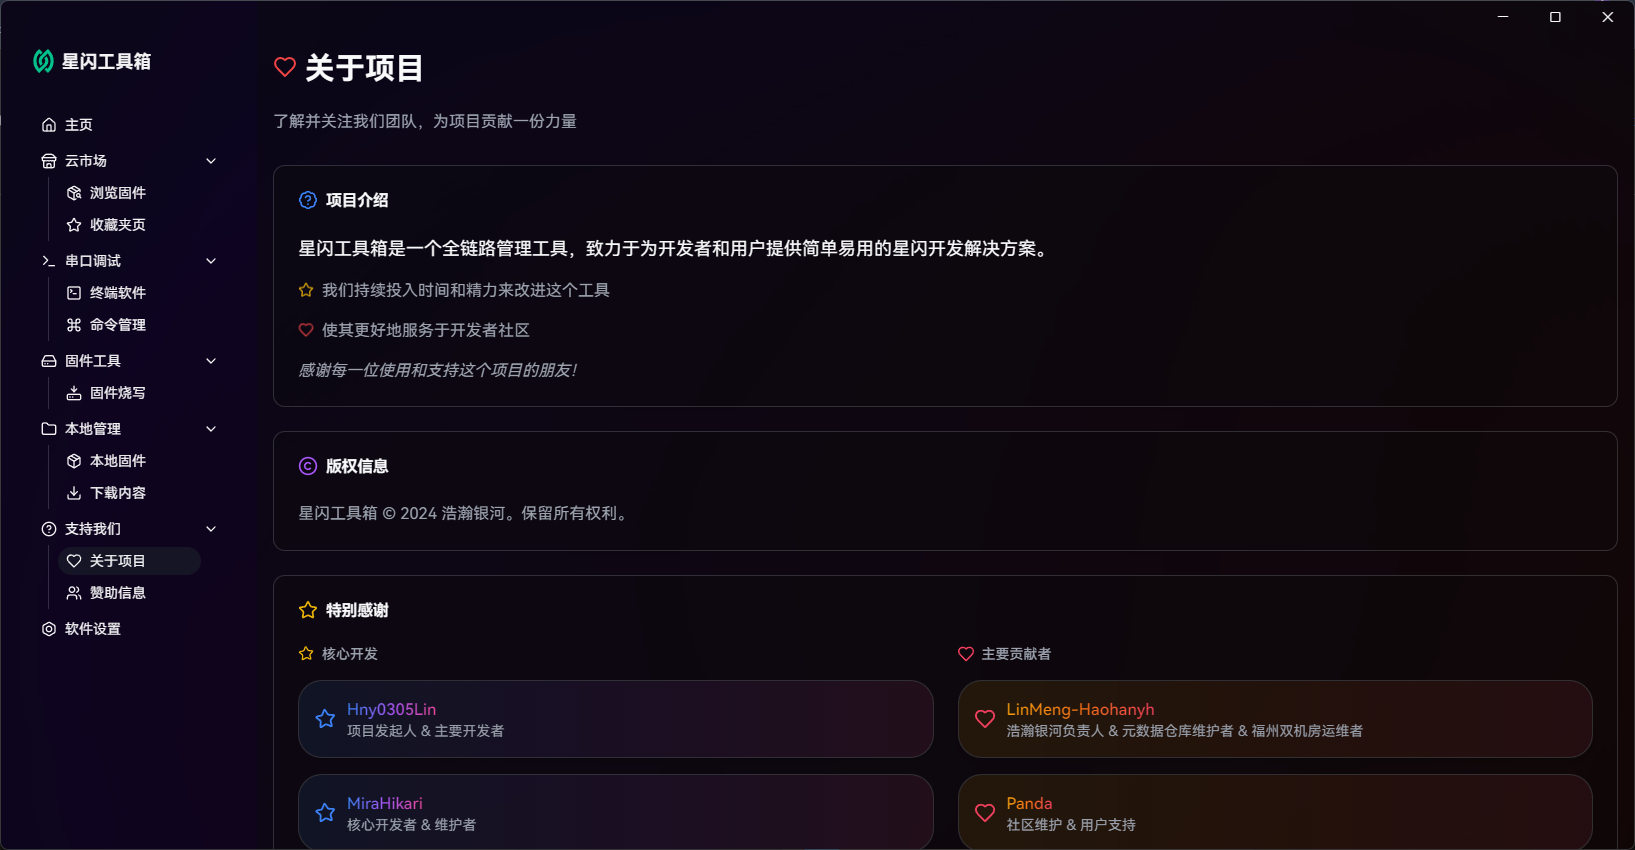 星闪工具箱
主页
云市场
浏览固件
收藏夹页
串口调试
终端软件
命令管理
固件工具
固件烧写
本地管理
本地固件
下载内容
支持我们
关于项目
赞助信息
软件设置
关于项目
了解并关注我们团队，为项目贡献一份力量
项目介绍
星闪工具箱是一个全链路管理工具，致力于为开发者和用户提供简单易用的星闪开发解决方案。
我们持续投入时间和精力来改进这个工具
使其更好地服务于开发者社区
感谢每一位使用和支持这个项目的朋友！
版权信息
星闪工具箱 © 2024 浩瀚银河。保留所有权利。
特别感谢
核心开发
Hny0305Lin
项目发起人 & 主要开发者
MiraHikari
核心开发者 & 维护者
主要贡献者
LinMeng-Haohanyh
浩瀚银河负责人 & 元数据仓库维护者 & 福州双机房运维者
Panda
社区维护 & 用户支持